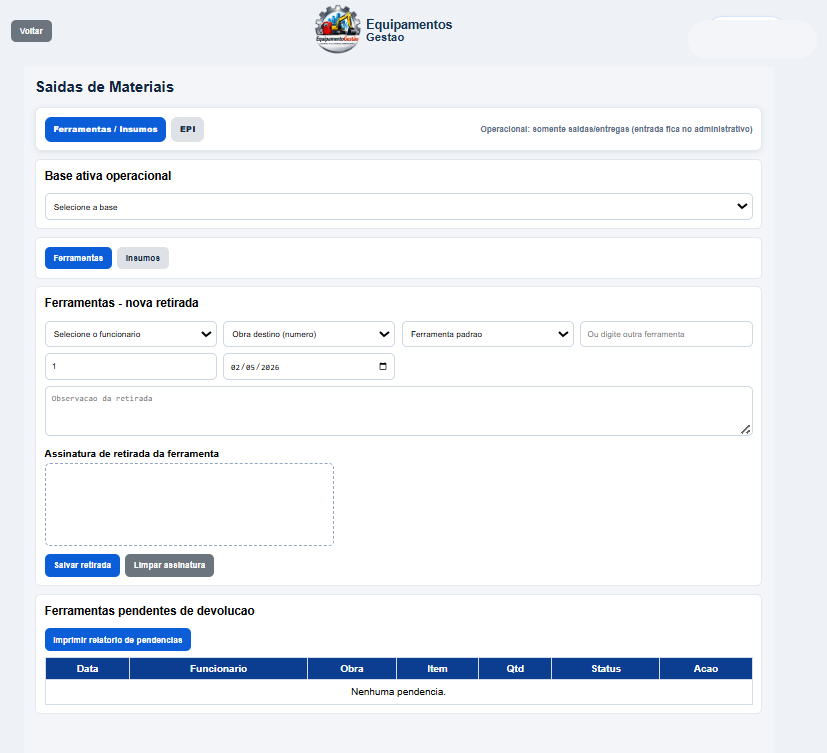 Voltar
EquipamentoGestão
Equipamentos
Gestao
Saidas de Materiais
Ferramentas / Insumos
EPI
Operacional: somente saidas/entregas (entrada fica no administrativo)
Base ativa operacional
Selecione a base
Ferramentas
Insumos
Ferramentas - nova retirada
Selecione o funcionario
Obra destino (numero)
Ferramenta padrao
Ou digite outra ferramenta
1
02/05/2026
Observacao da retirada
Assinatura de retirada da ferramenta
Salvar retirada
Limpar assinatura
Ferramentas pendentes de devolucao
Imprimir relatorio de pendencias
Data Funcionario Obra Item Qtd Status Acao
Nenhuma pendencia.